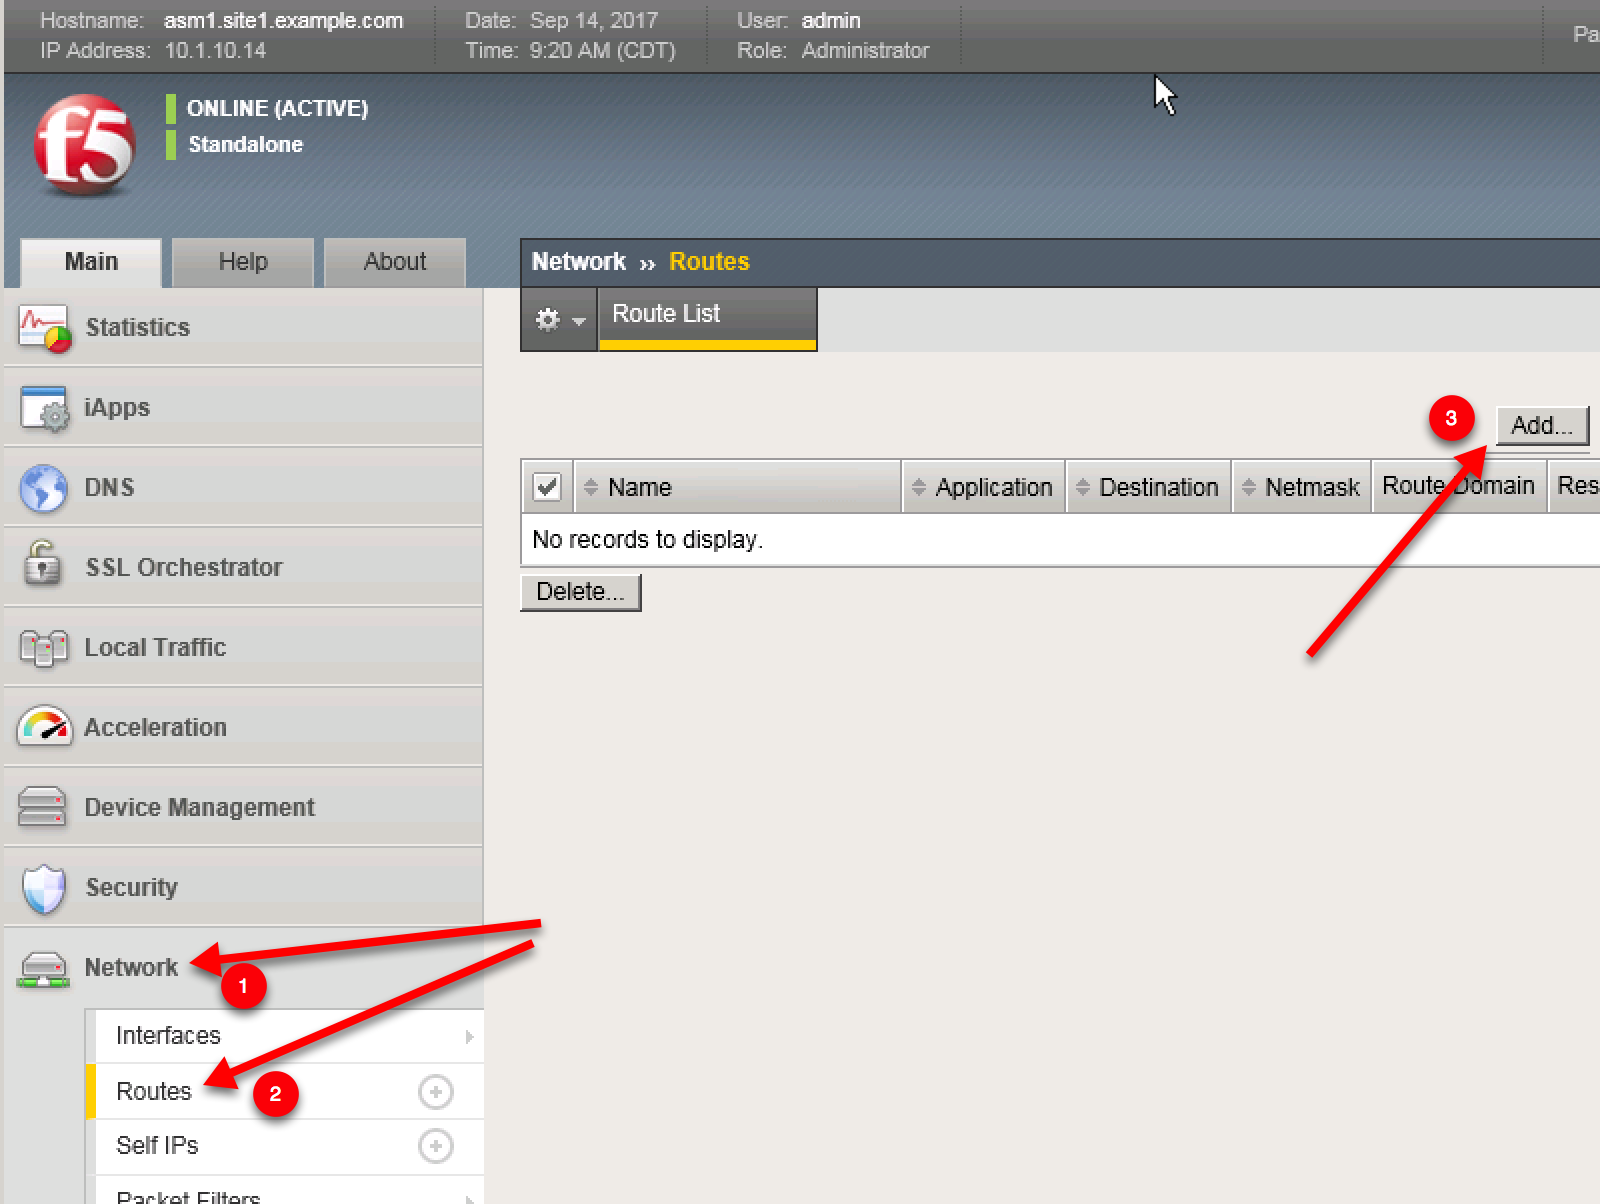 Hostname: asm1.site1.example.com Date: Sep 14, 2017 User: admin
IP Address: 10.1.10.14 Time: 9:20 AM (CDT) Role: Administrator
f5
ONLINE (ACTIVE)
Standalone
Main Help About
Network » Routes
Route List
Statistics
iApps
DNS
SSL Orchestrator
Local Traffic
Acceleration
Device Management
Security
Network
1
Interfaces
Routes
2
Self IPs
Packet Filters
3
Add...
Name Application Destination Netmask Route Domain
No records to display.
Delete...